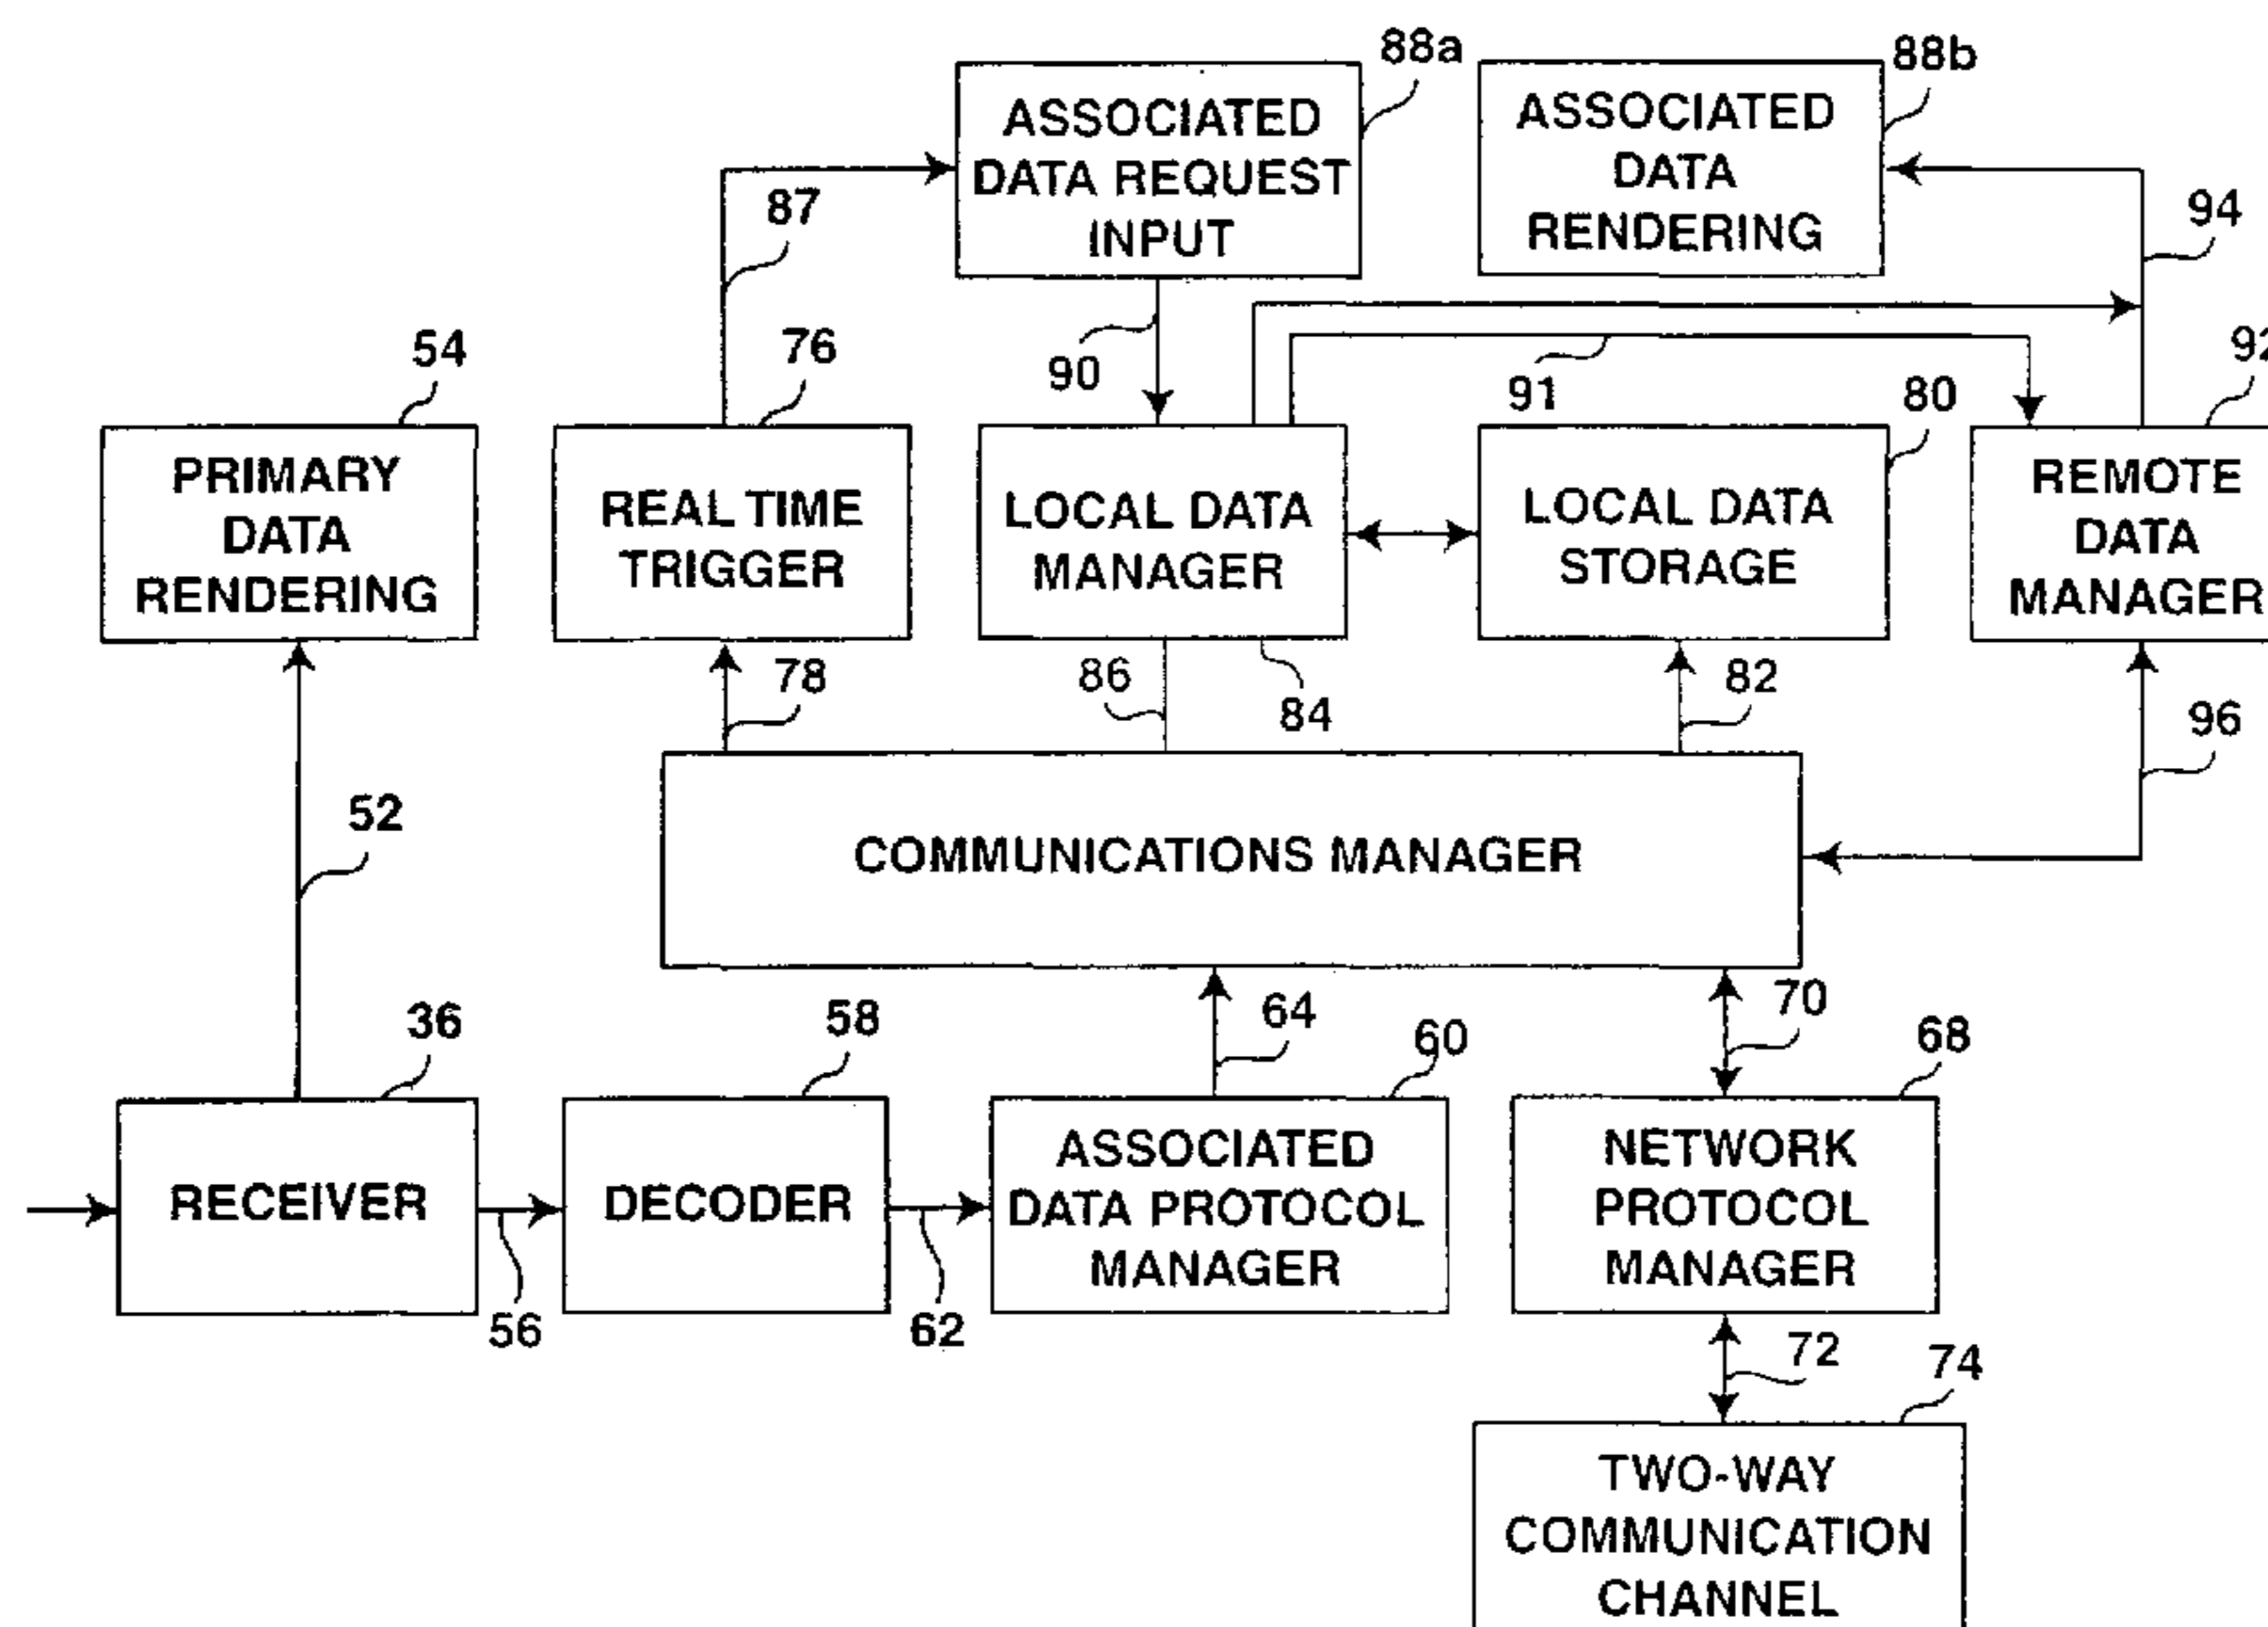 88a
88b
ASSOCIATED
DATA REQUEST
INPUT
ASSOCIATED
DATA
RENDERING
87
94
90
91
54
76
80
92
PRIMARY
DATA
RENDERING
REAL TIME
TRIGGER
LOCAL DATA
MANAGER
LOCAL DATA
STORAGE
REMOTE
DATA
MANAGER
78
86
84
82
96
52
COMMUNICATIONS MANAGER
36
58
64
60
70
68
RECEIVER
DECODER
ASSOCIATED
DATA PROTOCOL
MANAGER
NETWORK
PROTOCOL
MANAGER
56
62
72
74
TWO-WAY
COMMUNICATION
CHANNEL